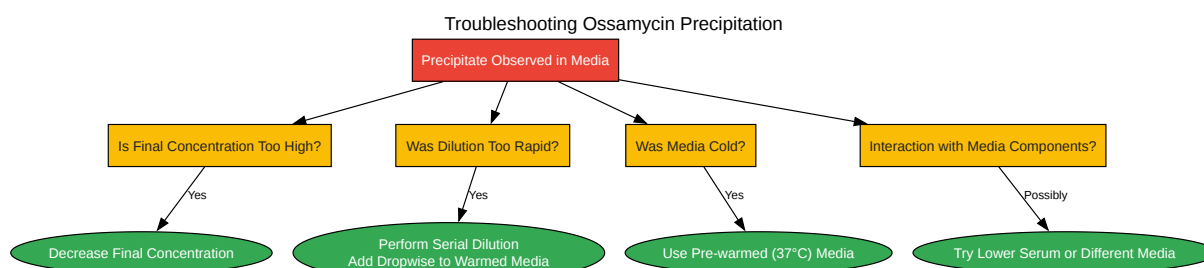 Troubleshooting Ossamycin Precipitation
Precipitate Observed in Media
Is Final Concentration Too High?
Was Dilution Too Rapid?
Was Media Cold?
Interaction with Media Components?
Yes
Yes
Yes
Possibly
Decrease Final Concentration
Perform Serial Dilution
Add Dropwise to Warmed Media
Use Pre-warmed (37°C) Media
Try Lower Serum or Different Media